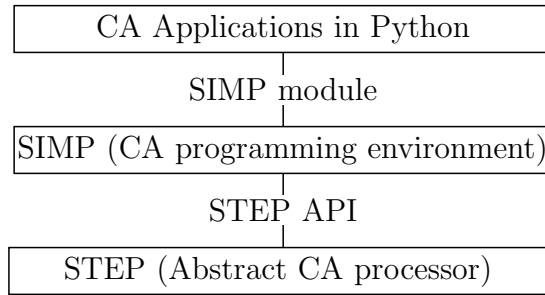 CA Applications in Python
SIMP module
SIMP (CA programming environment)
STEP API
STEP (Abstract CA processor)